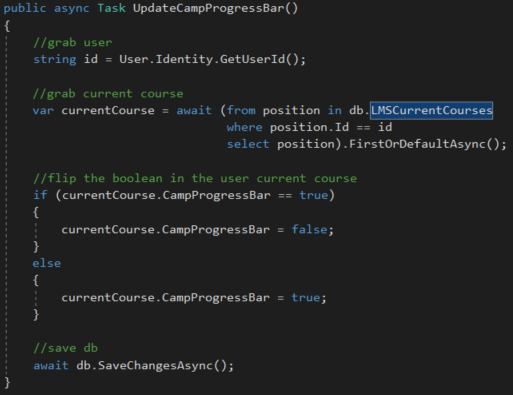 public async Task UpdateCampProgressBar()
{
//grab user
string id = User.Identity.GetUserId();
//grab current course
var currentCourse = await (from position in db.LMSCurrentCourses
where position.Id == id
select position).FirstOrDefaultAsync();
//flip the boolean in the user current course
if (currentCourse.CampProgressBar == true)
{
currentCourse.CampProgressBar = false;
}
else
{
currentCourse.CampProgressBar = true;
}
//save db
await db.SaveChangesAsync();
}